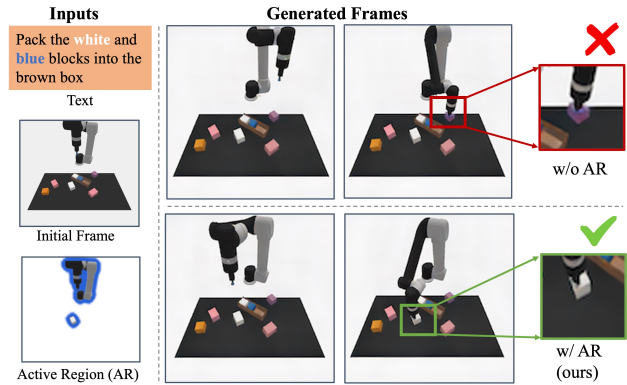 Inputs
Generated Frames
Pack the white and
blue blocks into the
brown box
Text
Initial Frame
Active Region (AR)
w/o AR
w/ AR
(ours)